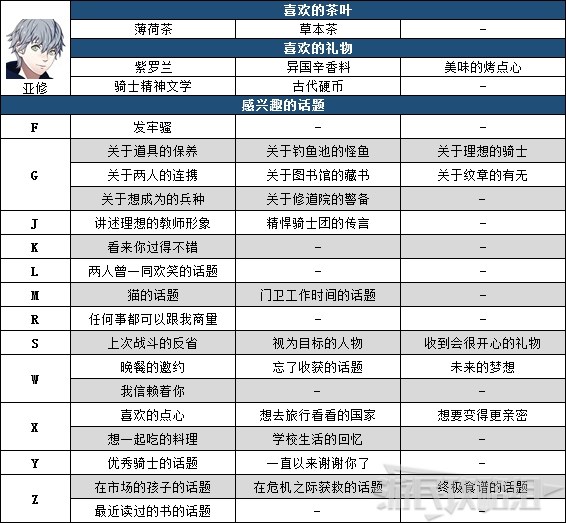 喜欢的茶叶
薄荷茶 草本茶 -
喜欢的礼物
紫罗兰 异国辛香料 美味的烤点心
亚修 骑士精神文学 古代硬币 -
感兴趣的话题
F 发牢骚 - -
关于道具的保养 关于钓鱼池的怪鱼 关于理想的骑士
G 关于两人的连携 关于图书馆的藏书 关于纹章的有无
关于想成为的兵种 关于修道院的警备 -
J 讲述理想的教师形象 精悍骑士团的传言 -
K 看来你过得不错 - -
L 两人曾一同欢笑的话题 - -
M 猫的话题 门卫工作时间的话题 -
R 任何事都可以跟我商量 - -
S 上次战斗的反省 视为目标的人物 收到会很开心的礼物
W 晚餐的邀约 忘了收获的话题 未来的梦想
我信赖着你 - -
X 喜欢的点心 想去旅行看看的国家 想要变得更亲密
想一起吃的料理 学校生活的回忆 -
Y 优秀骑士的话题 一直以来谢谢你了 -
Z 在市场的孩子的话题 在危机之际获救的话题 终极食谱的话题
最近读过的书的话题 - -